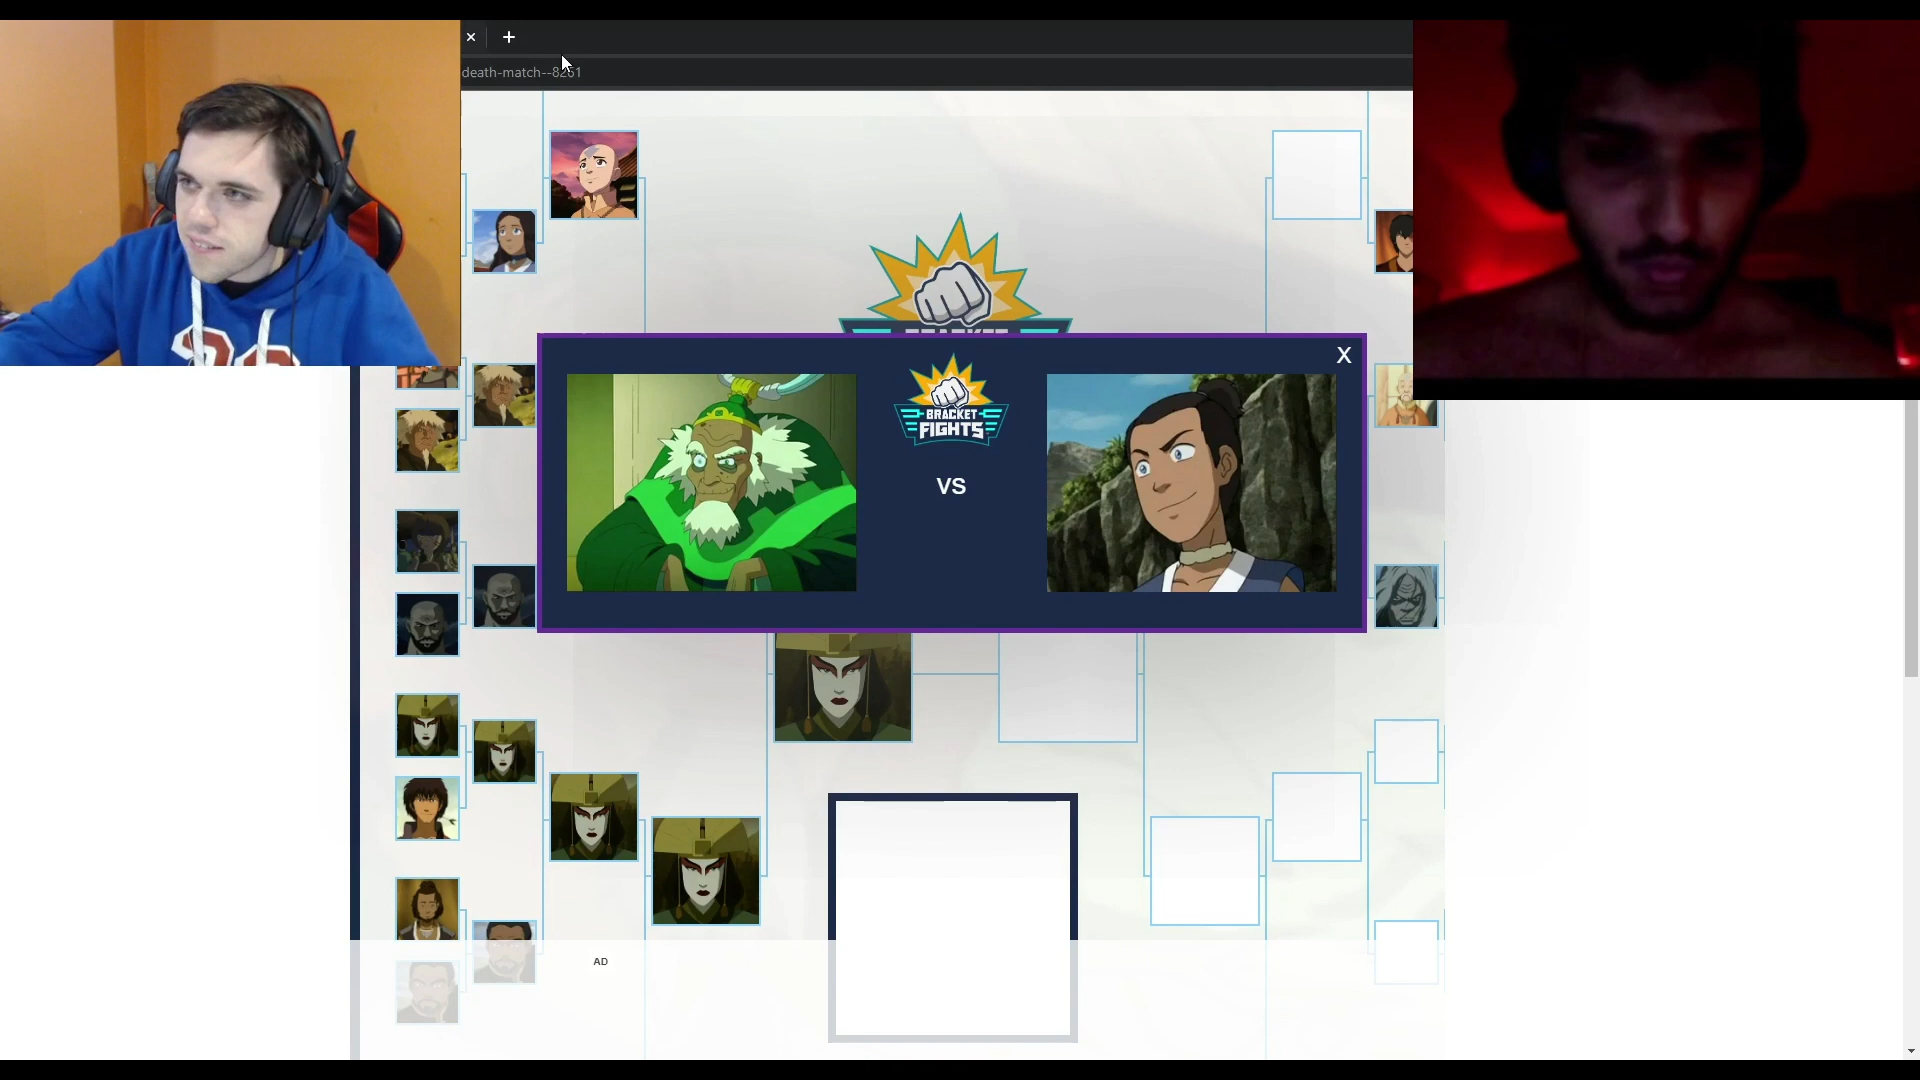 death-match--8261
X
BRACKET
FIGHTS
VS
AD